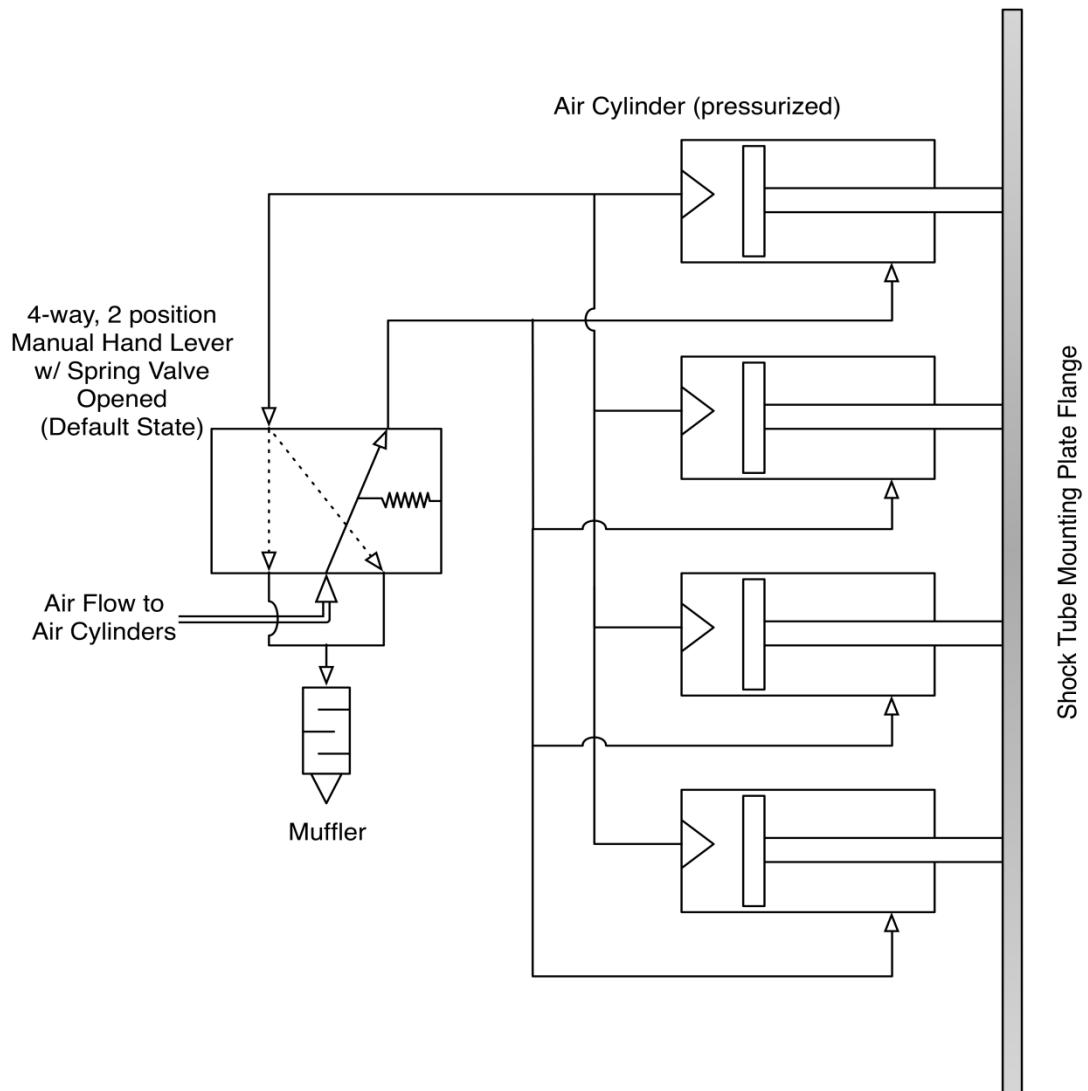 Air Cylinder (pressurized)
4-way, 2 position
Manual Hand Lever
w/ Spring Valve
Opened
(Default State)
Air Flow to
Air Cylinders
Muffler
Shock Tube Mounting Plate Flange